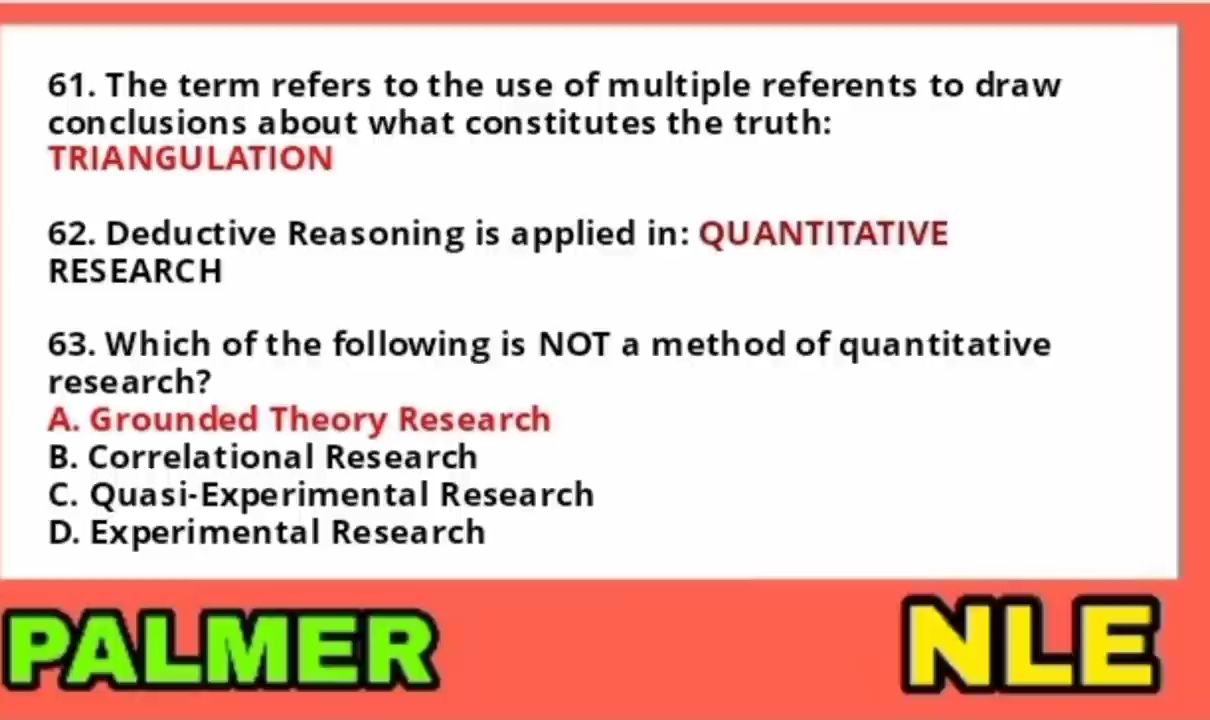 61. The term refers to the use of multiple referents to draw
conclusions about what constitutes the truth:
TRIANGULATION
62. Deductive Reasoning is applied in: QUANTITATIVE
RESEARCH
63. Which of the following is NOT a method of quantitative
research?
A. Grounded Theory Research
B. Correlational Research
C. Quasi-Experimental Research
D. Experimental Research
PALMER
NLE